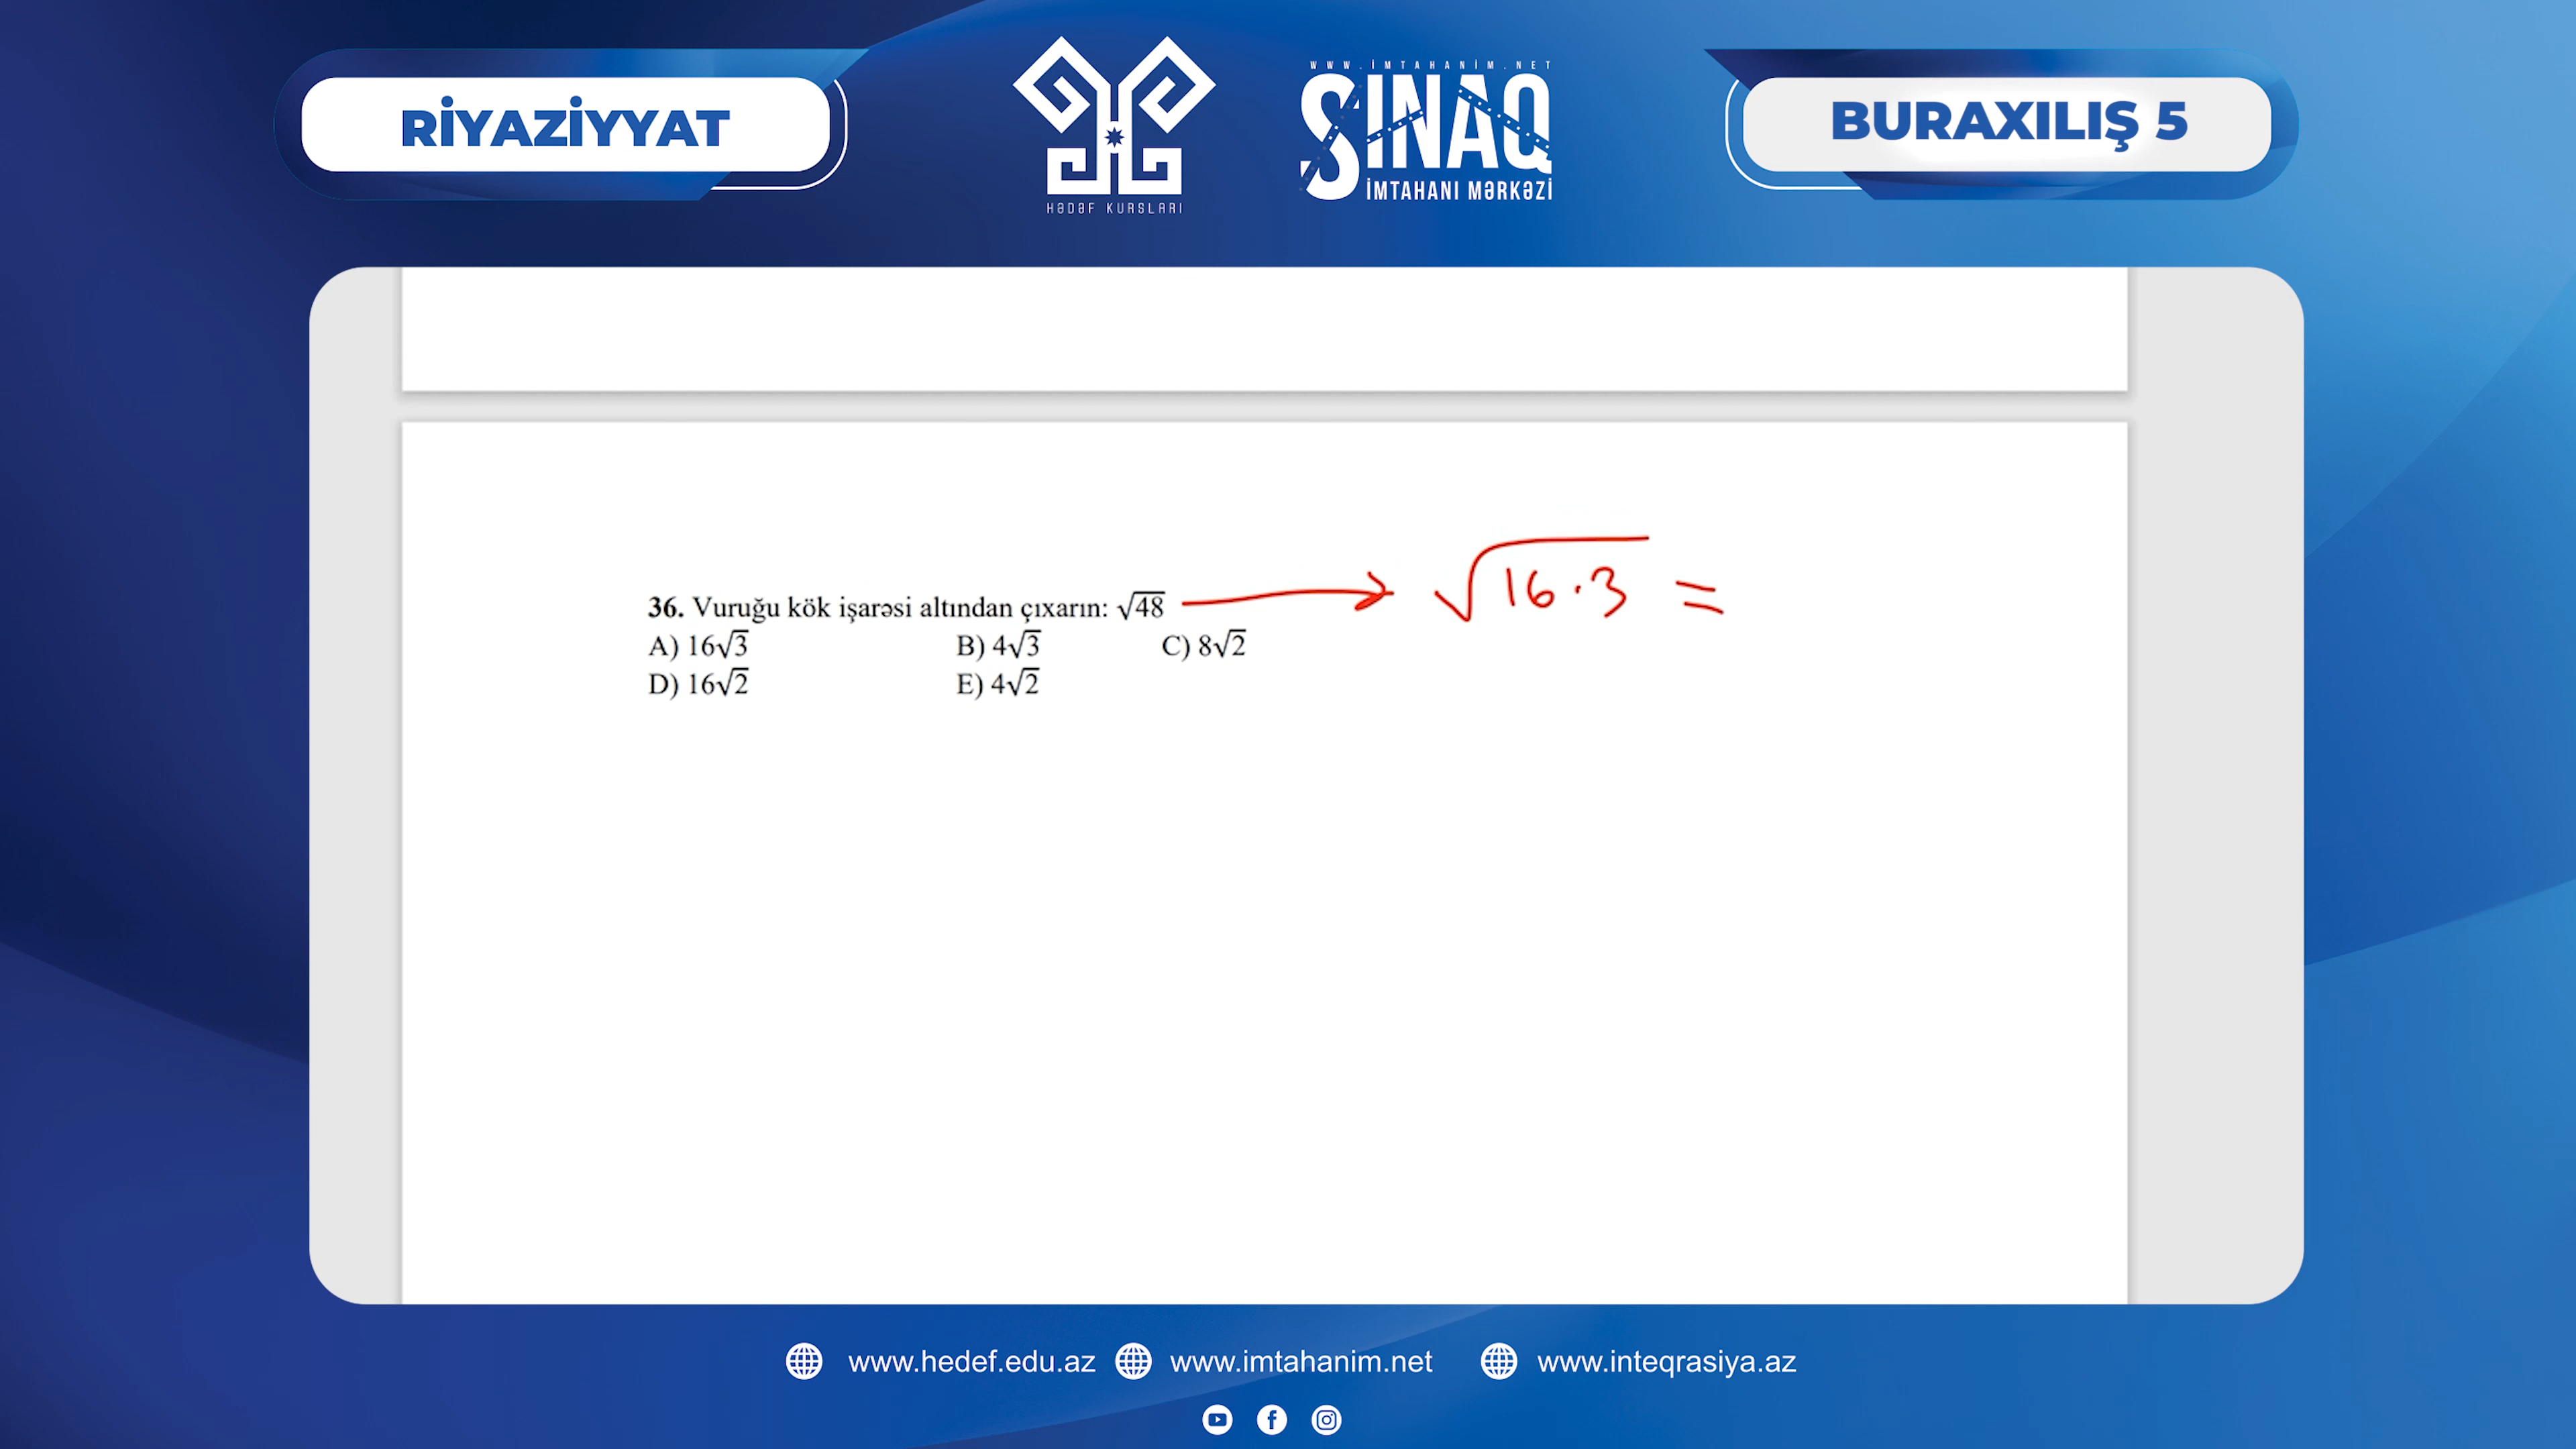 RİYAZİYYAT
HƏDƏF KURSLARI
WWW.İMTAHANİM.NET
SINAQ
İMTAHANI MƏRKƏZİ
BURAXILIŞ 5
36. Vuruğu kök işarəsi altından çıxarın: √48
√16·3 =
A) 16√3 B) 4√3 C) 8√2
D) 16√2 E) 4√2
www.hedef.edu.az www.imtahanim.net www.inteqrasiya.az